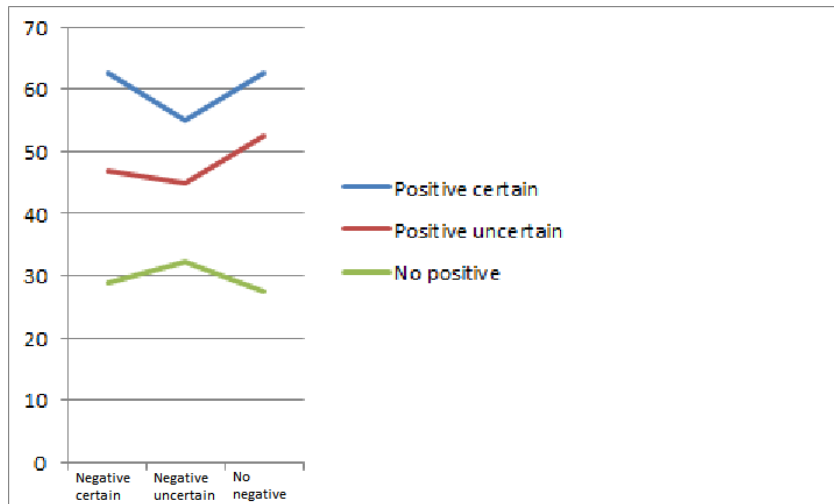 70
60
50
40
30
20
10
0
Negative certain
Negative uncertain
No negative
Positive certain
Positive uncertain
No positive